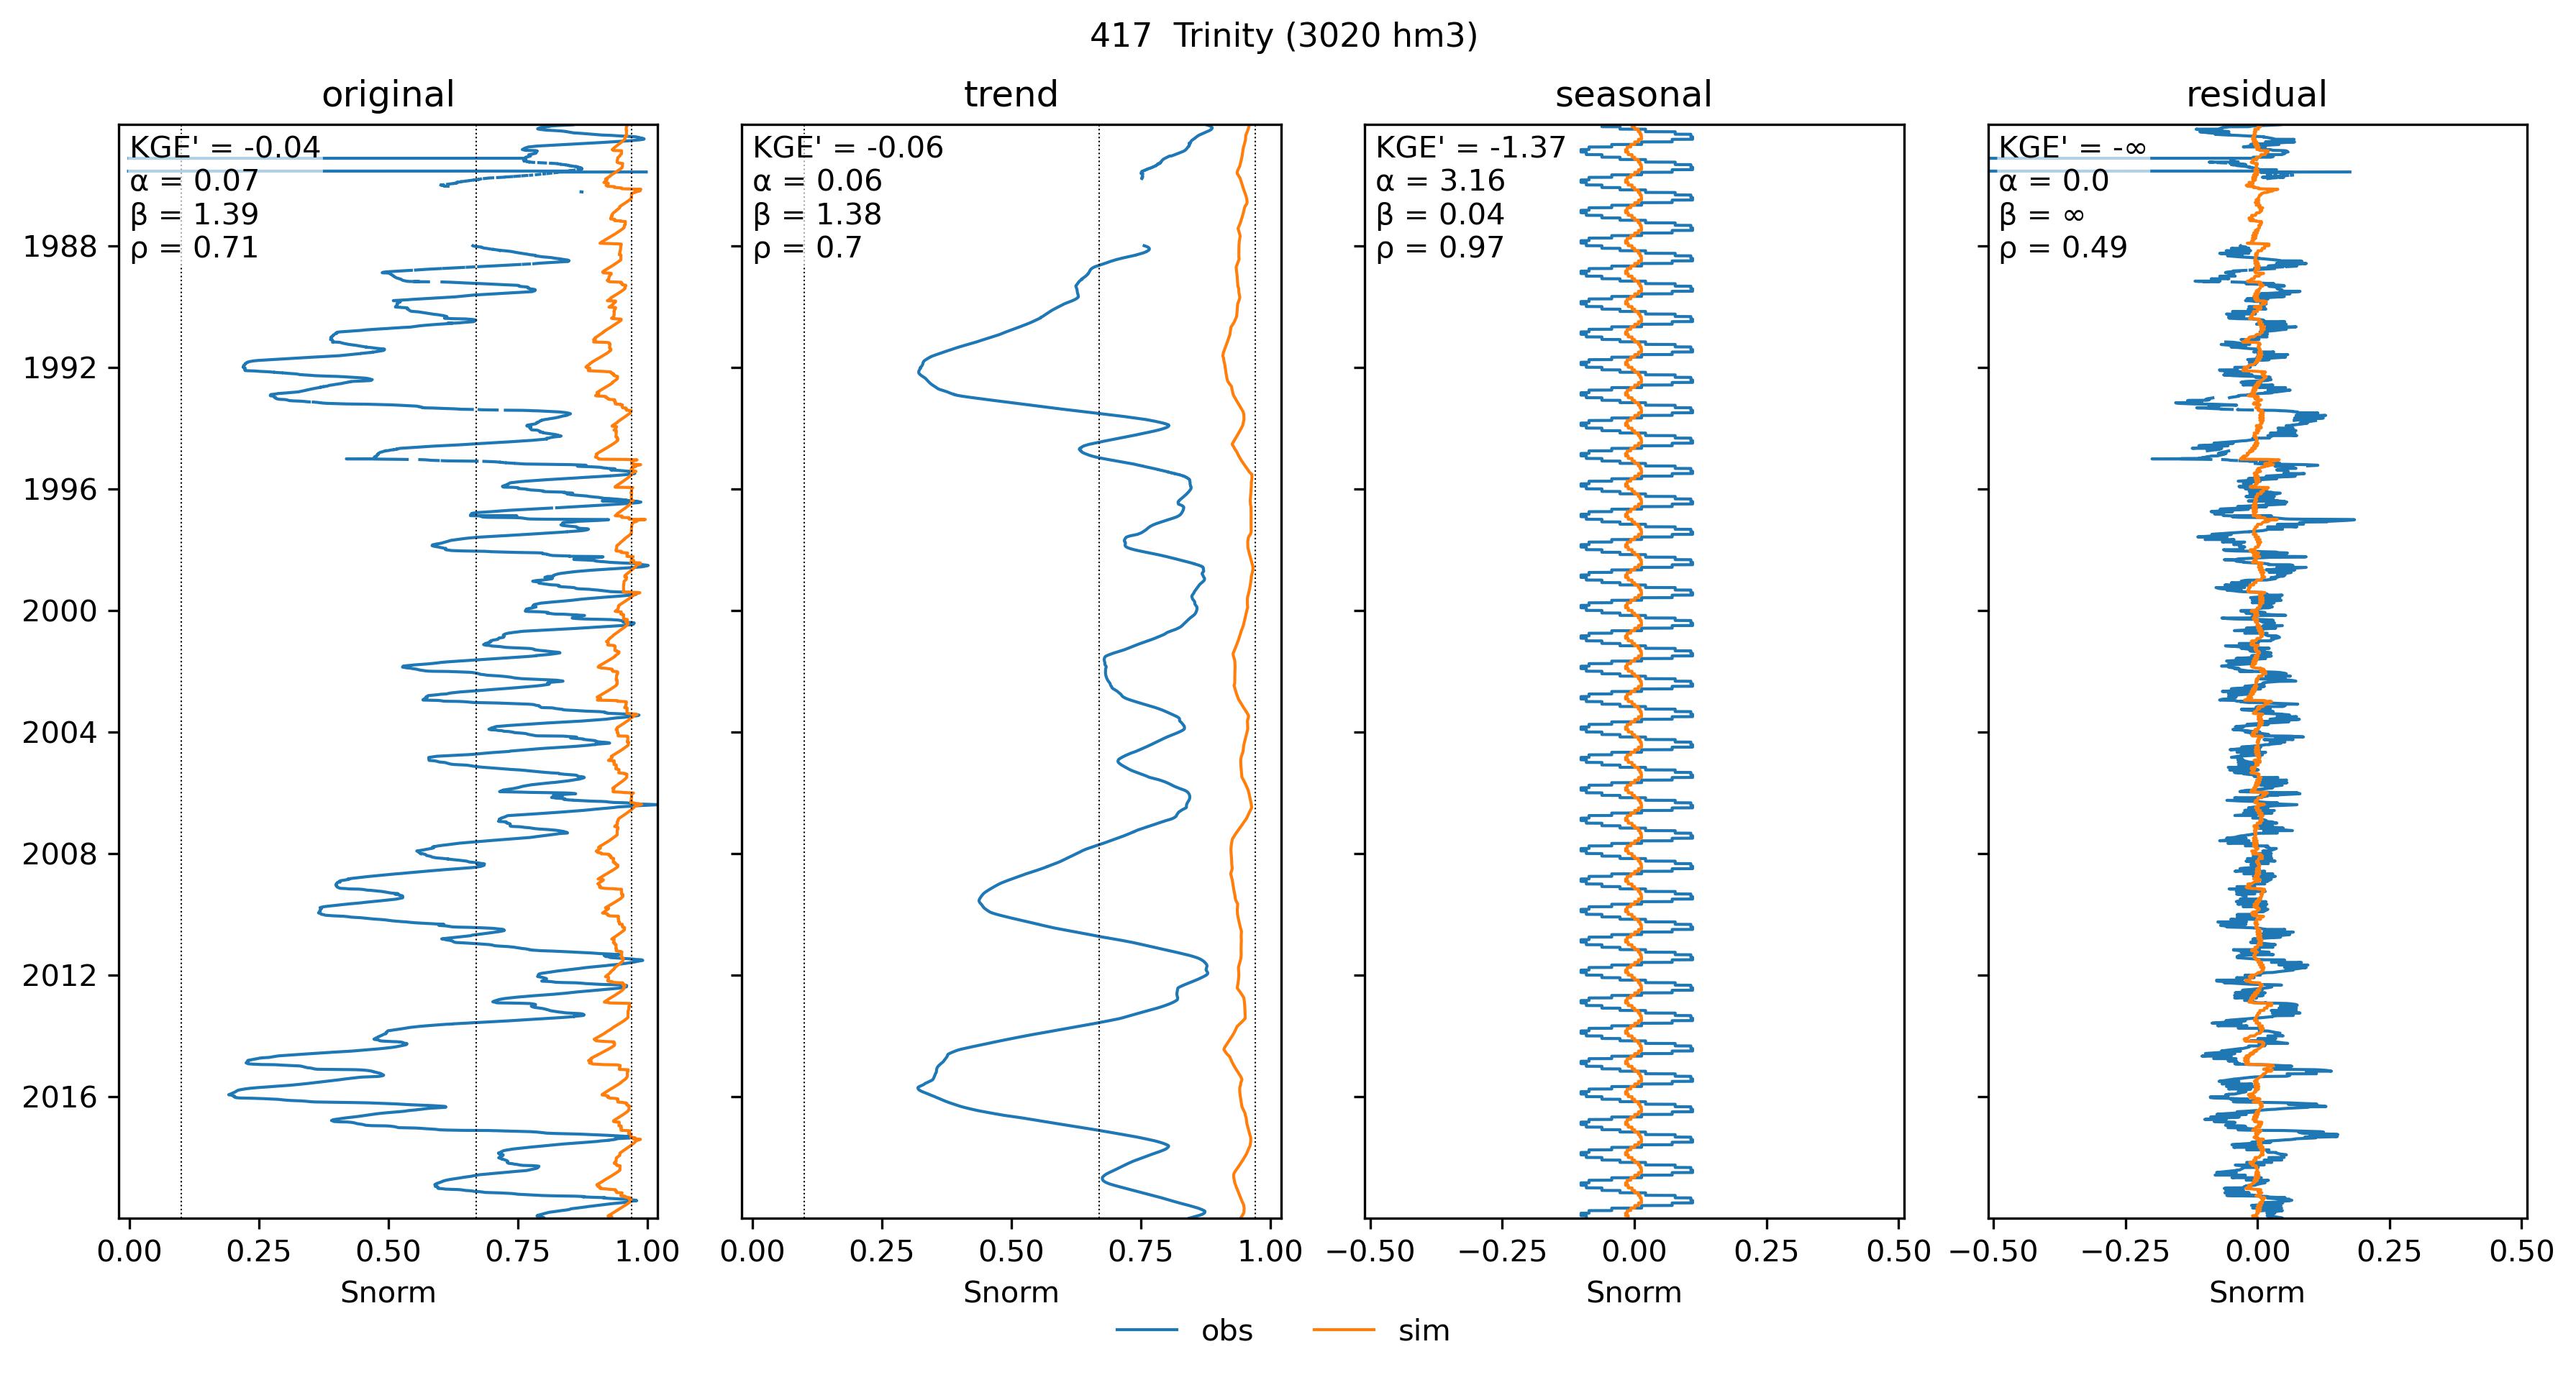 417  Trinity (3020 hm3)
original
trend
seasonal
residual
KGE' = -0.04
α = 0.07
β = 1.39
ρ = 0.71
KGE' = -0.06
α = 0.06
β = 1.38
ρ = 0.7
KGE' = -1.37
α = 3.16
β = 0.04
ρ = 0.97
KGE' = -∞
α = 0.0
β = ∞
ρ = 0.49
1988
1992
1996
2000
2004
2008
2012
2016
0.00 0.25 0.50 0.75 1.00
0.00 0.25 0.50 0.75 1.00
−0.50 −0.25 0.00 0.25 0.50
−0.50 −0.25 0.00 0.25 0.50
Snorm
Snorm
Snorm
Snorm
obs
sim